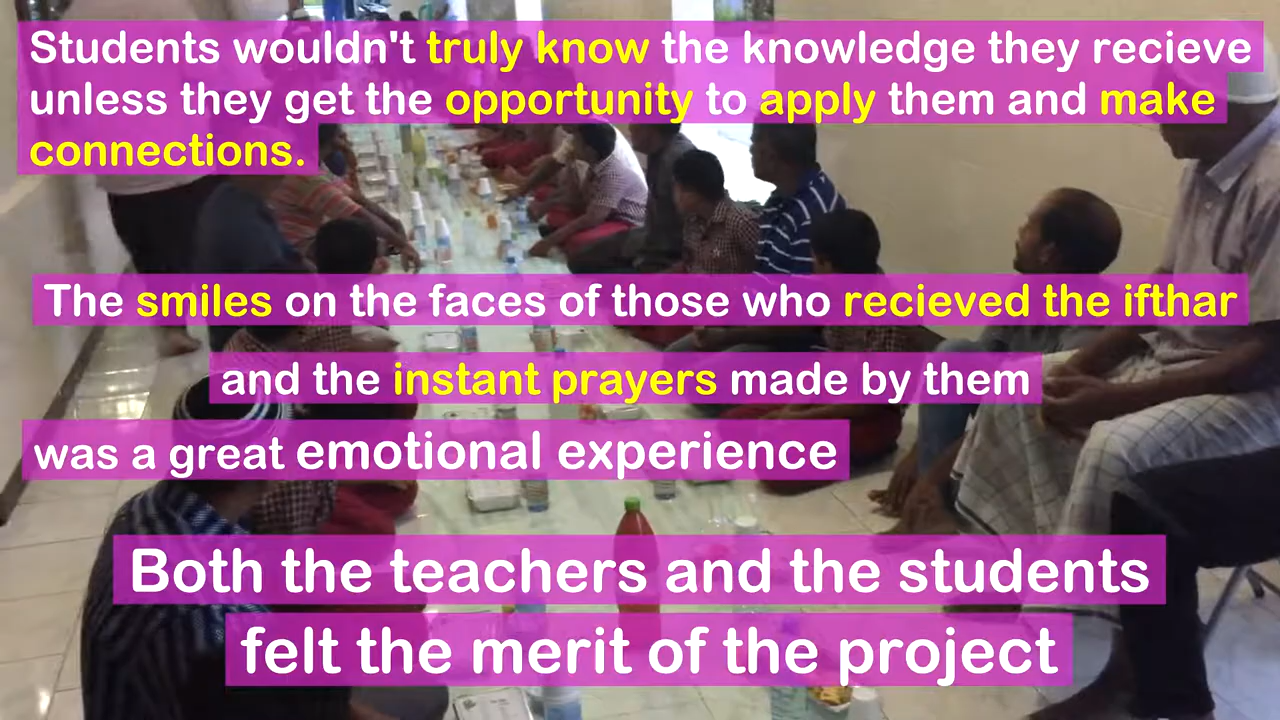 Students wouldn't truly know the knowledge they recieve
unless they get the opportunity to apply them and make
connections.
The smiles on the faces of those who recieved the ifthar
and the instant prayers made by them
was a great emotional experience
Both the teachers and the students
felt the merit of the project